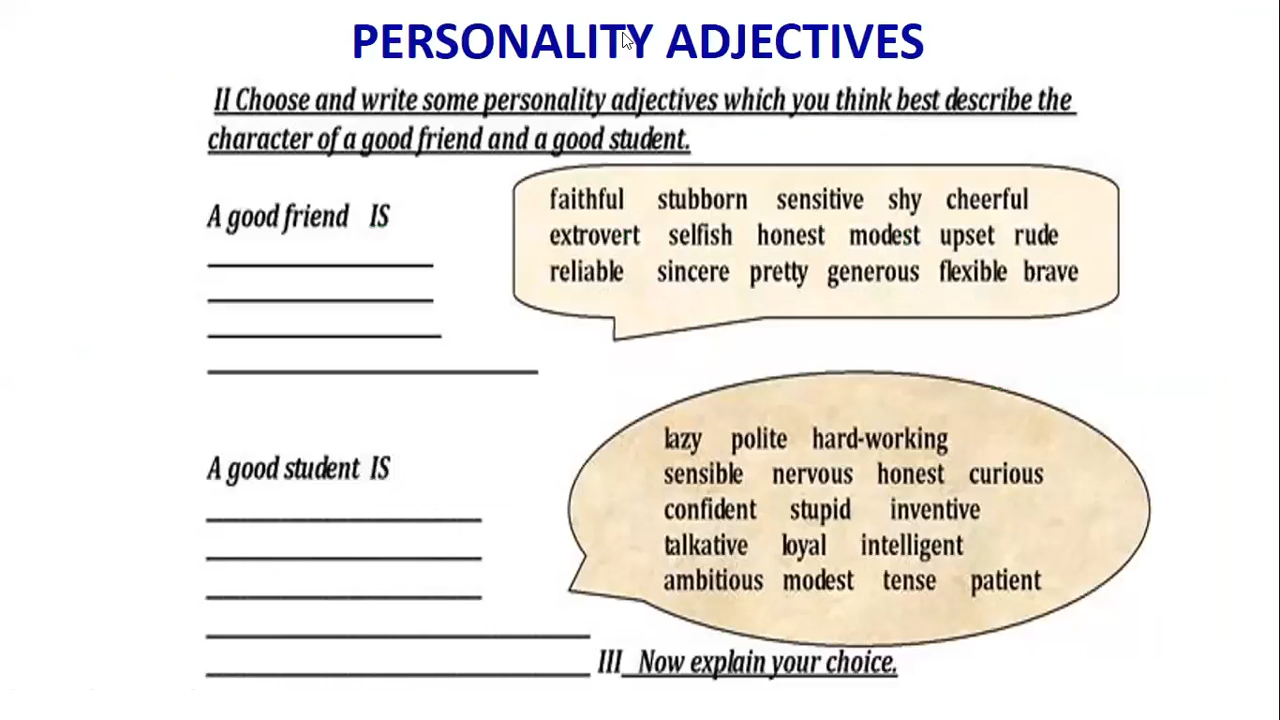 PERSONALITY ADJECTIVES
II Choose and write some personality adjectives which you think best describe the
character of a good friend and a good student.
A good friend IS
faithful stubborn sensitive shy cheerful
extrovert selfish honest modest upset rude
reliable sincere pretty generous flexible brave
A good student IS
lazy polite hard-working
sensible nervous honest curious
confident stupid inventive
talkative loyal intelligent
ambitious modest tense patient
III Now explain your choice.